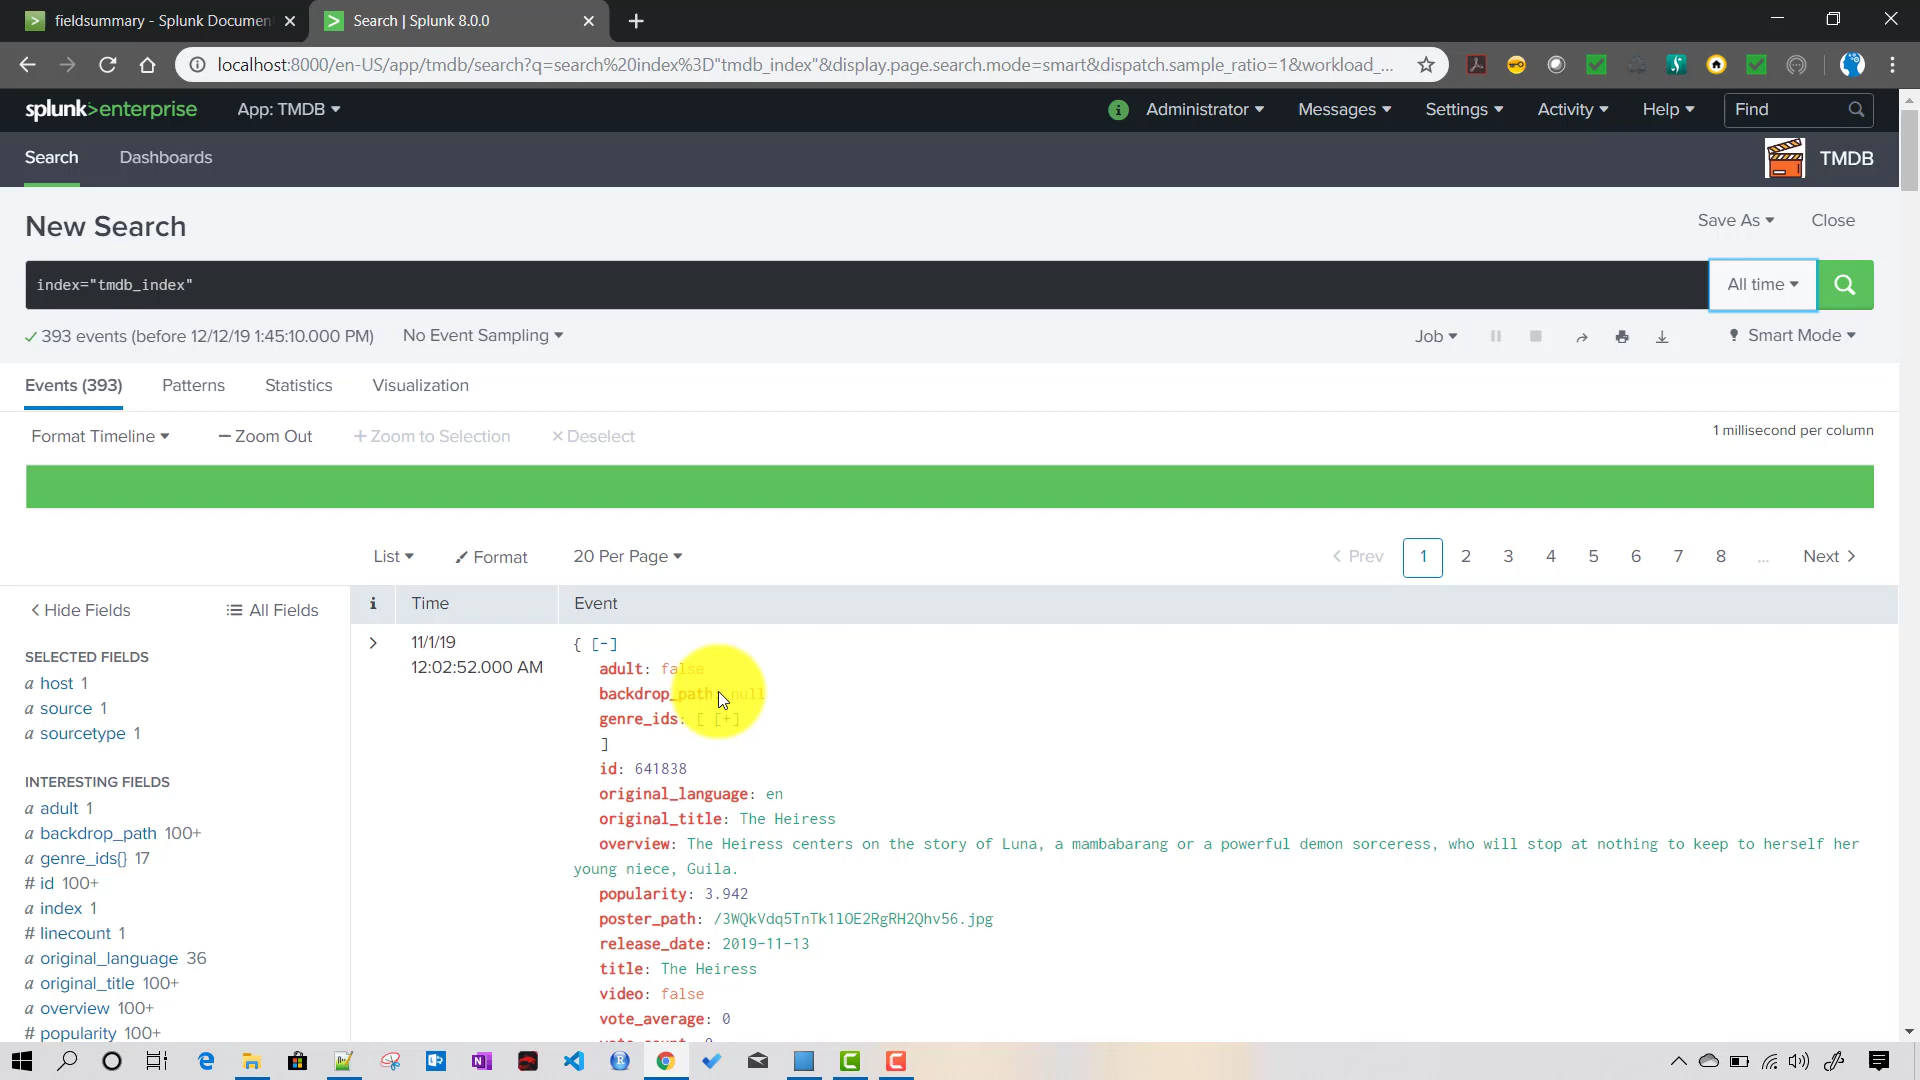 fieldsummary - Splunk Documen
Search | Splunk 8.0.0
localhost:8000/en-US/app/tmdb/search?q=search%20index%3D"tmdb_index"&display.page.search.mode=smart&dispatch.sample_ratio=1&workload_...
splunk>enterprise
App: TMDB
i
Administrator
Messages
Settings
Activity
Help
Find
Search
Dashboards
TMDB
New Search
Save As
Close
index="tmdb_index"
All time
393 events (before 12/12/19 1:45:10.000 PM)
No Event Sampling
Job
Smart Mode
Events (393)
Patterns
Statistics
Visualization
Format Timeline
– Zoom Out
+ Zoom to Selection
× Deselect
1 millisecond per column
List
Format
20 Per Page
< Prev
1
2
3
4
5
6
7
8
...
Next >
< Hide Fields
All Fields
i
Time
Event
SELECTED FIELDS
a host 1
a source 1
a sourcetype 1
INTERESTING FIELDS
a adult 1
a backdrop_path 100+
a genre_ids{} 17
# id 100+
a index 1
# linecount 1
a original_language 36
a original_title 100+
a overview 100+
# popularity 100+
>
11/1/19
12:02:52.000 AM
{ [-]
adult: false
backdrop_path: null
genre_ids: [ [+]
]
id: 641838
original_language: en
original_title: The Heiress
overview: The Heiress centers on the story of Luna, a mambabarang or a powerful demon sorceress, who will stop at nothing to keep to herself her
young niece, Guila.
popularity: 3.942
poster_path: /3WQkVdq5TnTk1lOE2RgRH2Qhv56.jpg
release_date: 2019-11-13
title: The Heiress
video: false
vote_average: 0